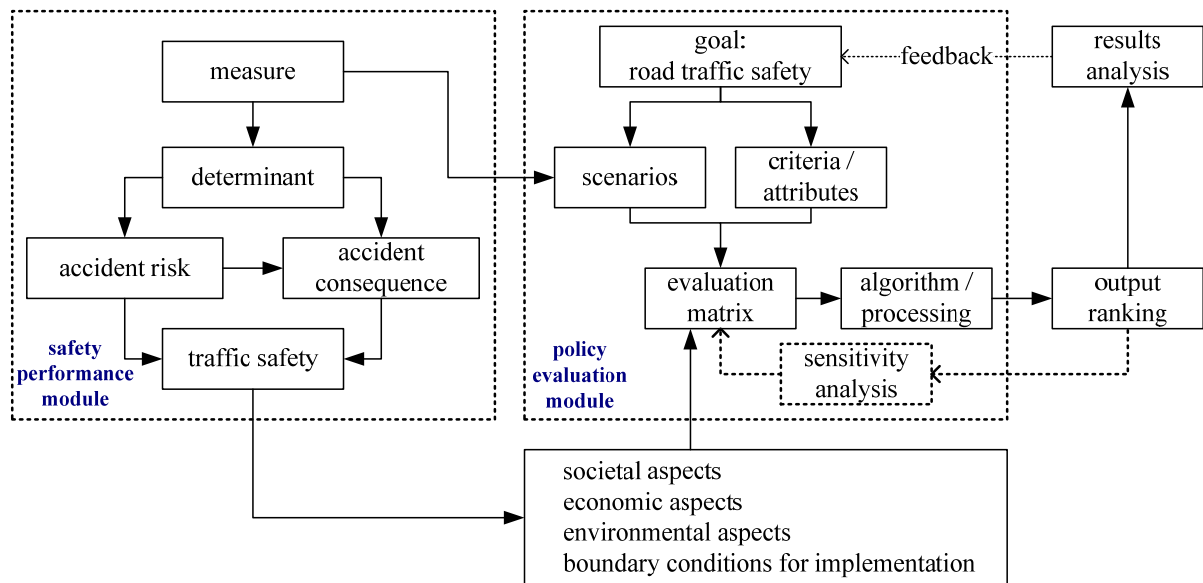 measure
determinant
accident risk
accident
consequence
traffic safety
safety
performance
module
goal:
road traffic safety
feedback
results
analysis
scenarios
criteria /
attributes
evaluation
matrix
algorithm /
processing
output
ranking
sensitivity
analysis
policy
evaluation
module
societal aspects
economic aspects
environmental aspects
boundary conditions for implementation